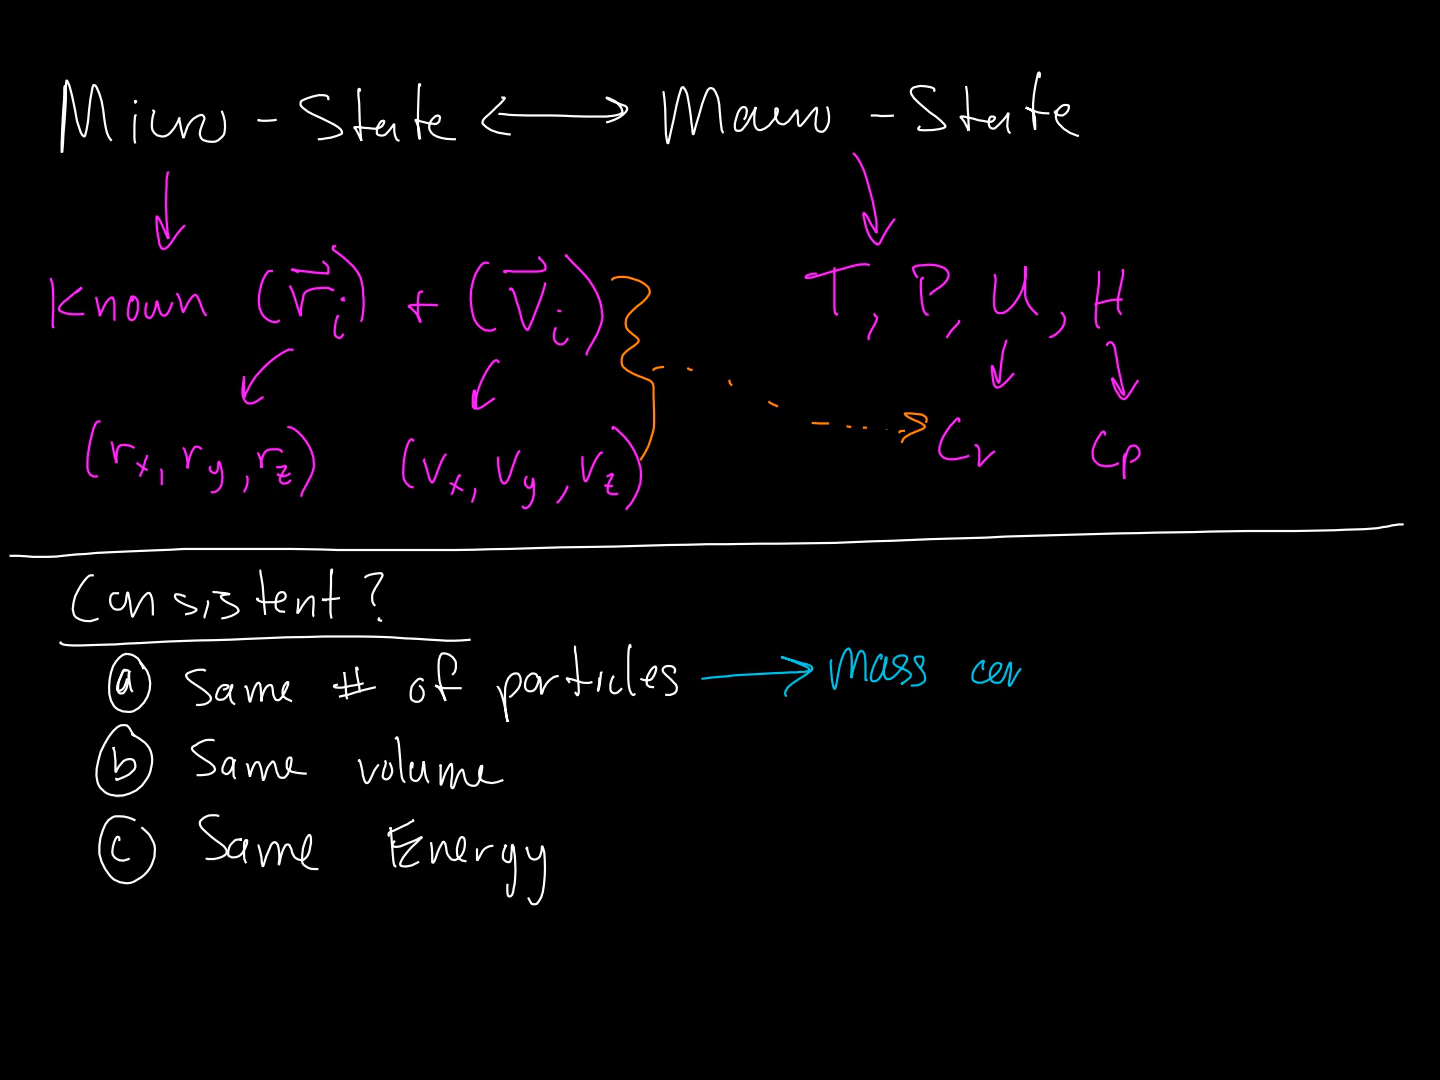 Micro - State ⟷ Macro - State
Known (r⃗ᵢ) + (v⃗ᵢ) T, P, U, H
(rₓ, r_y, r_z) (vₓ, v_y, v_z) Cᵥ Cₚ
Consistent?
ⓐ Same # of particles → Mass cer
ⓑ Same volume
ⓒ Same Energy